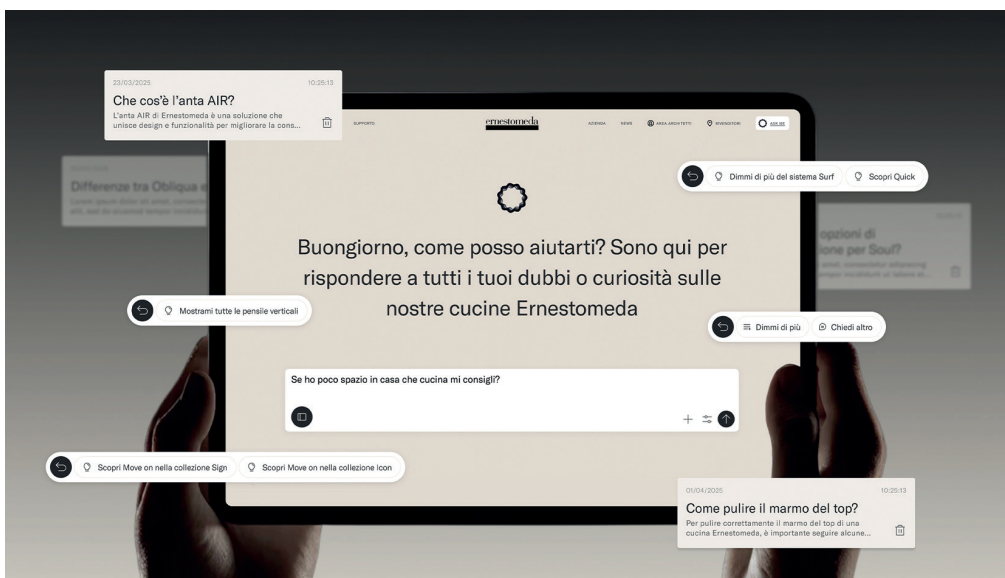 23/03/2025 10:25:13
Che cos'è l'anta AIR?
L'anta AIR di Ernestomeda è una soluzione che
unisce design e funzionalità per migliorare la cons...
SUPPORTO
ernestomeda
AZIENDA NEWS AREA ARCHITETTI RIVENDITORI ASK ME
Differenze tra Obliqua e
Dimmi di più del sistema Surf Scopri Quick
opzioni di
ione per Soul?
Buongiorno, come posso aiutarti? Sono qui per
rispondere a tutti i tuoi dubbi o curiosità sulle
nostre cucine Ernestomeda
Mostrami tutte le pensile verticali
Dimmi di più Chiedi altro
Se ho poco spazio in casa che cucina mi consigli?
Scopri Move on nella collezione Sign Scopri Move on nella collezione Icon
01/04/2025 10:25:13
Come pulire il marmo del top?
Per pulire correttamente il marmo del top di una
cucina Ernestomeda, è importante seguire alcune...